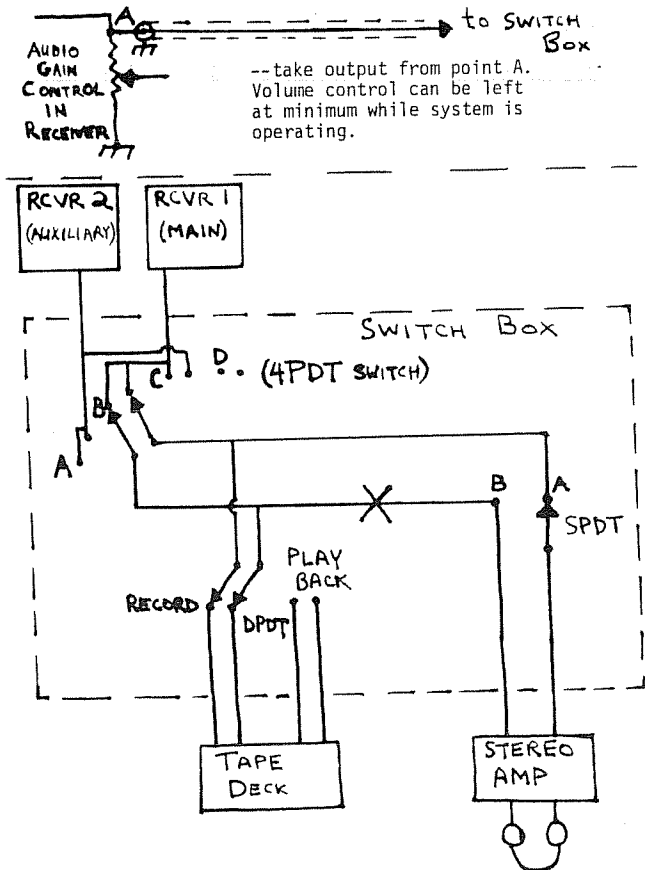 A
to SWITCH
BOX
AUDIO
GAIN
CONTROL
IN
RECEIVER
--take output from point A.
Volume control can be left
at minimum while system is
operating.
RCVR 2
(AUXILIARY)
RCVR 1
(MAIN)
SWITCH BOX
A
B
C
D
(4PDT SWITCH)
B
A
SPDT
RECORD
DPDT
PLAY
BACK
TAPE
DECK
STEREO
AMP